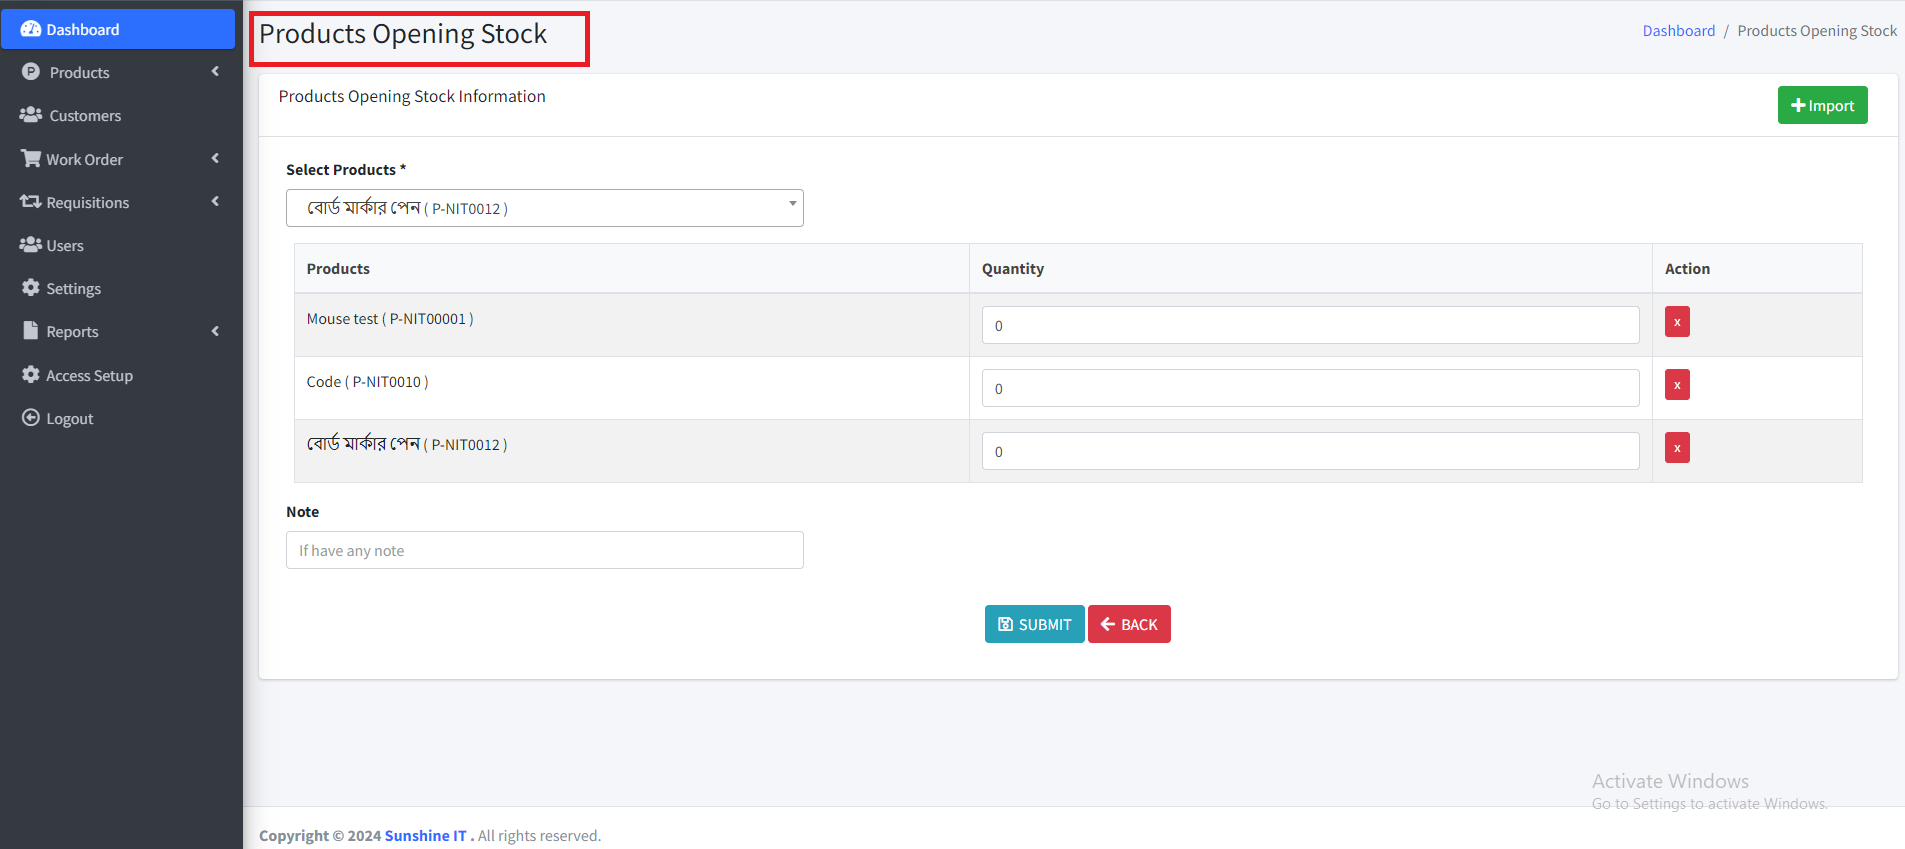 Dashboard
Products
Customers
Work Order
Requisitions
Users
Settings
Reports
Access Setup
Logout
Products Opening Stock
Dashboard / Products Opening Stock
Products Opening Stock Information
Import
Select Products *
বোর্ড মার্কার পেন ( P-NIT0012 )
Products Quantity Action
Mouse test ( P-NIT00001 ) 0 x
Code ( P-NIT0010 ) 0 x
বোর্ড মার্কার পেন ( P-NIT0012 ) 0 x
Note
If have any note
SUBMIT BACK
Activate Windows
Go to Settings to activate Windows.
Copyright © 2024 Sunshine IT . All rights reserved.